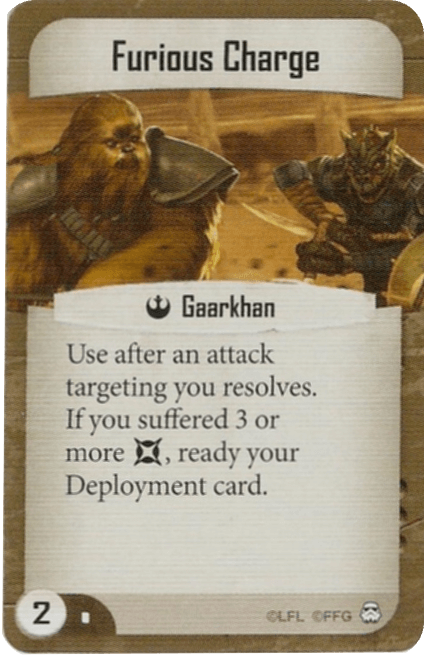 Furious Charge
Gaarkhan
Use after an attack
targeting you resolves.
If you suffered 3 or
more , ready your
Deployment card.
2
©LFL ©FFG